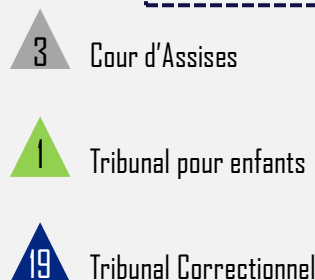 3 Cour d'Assises
1 Tribunal pour enfants
19 Tribunal Correctionnel